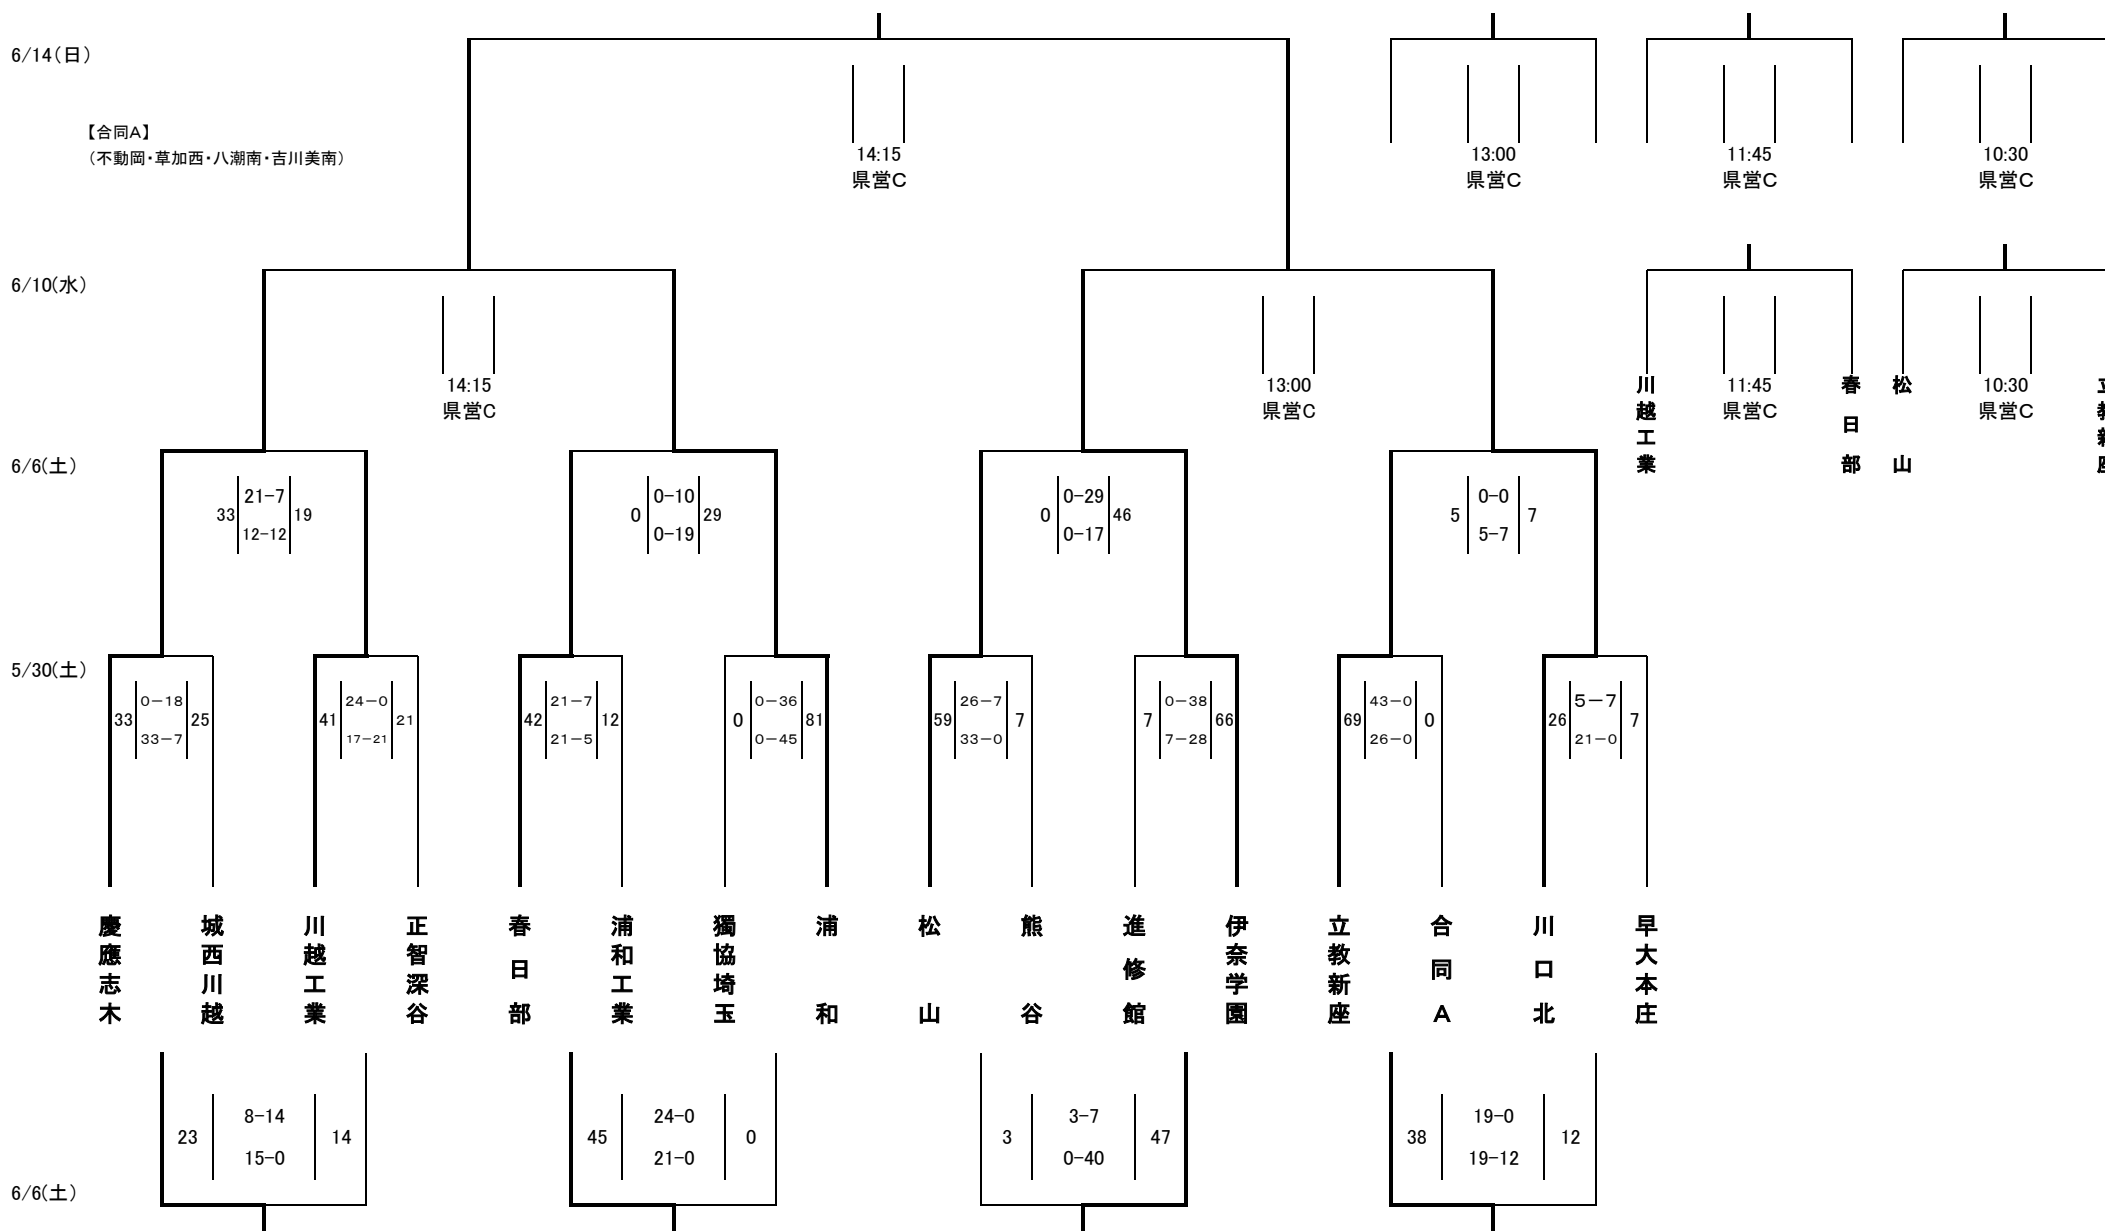 6/14(日)
【合同A】
(不動岡・草加西・八潮南・吉川美南)
14:15
県営C
13:00
県営C
11:45
県営C
10:30
県営C
6/10(水)
14:15
県営C
13:00
県営C
川越工業
11:45
県営C
春日部
松山
10:30
県営C
立教新座
6/6(土)
33
21-7
12-12
19
0
0-10
0-19
29
0
0-29
0-17
46
5
0-0
5-7
7
5/30(土)
33
0-18
33-7
25
41
24-0
17-21
21
42
21-7
21-5
12
0
0-36
0-45
81
59
26-7
33-0
7
7
0-38
7-28
66
69
43-0
26-0
0
26
5-7
21-0
7
慶應志木
城西川越
川越工業
正智深谷
春日部
浦和工業
獨協埼玉
浦和
松山
熊谷
進修館
伊奈学園
立教新座
合同A
川口北
早大本庄
23
8-14
15-0
14
45
24-0
21-0
0
3
3-7
0-40
47
38
19-0
19-12
12
6/6(土)